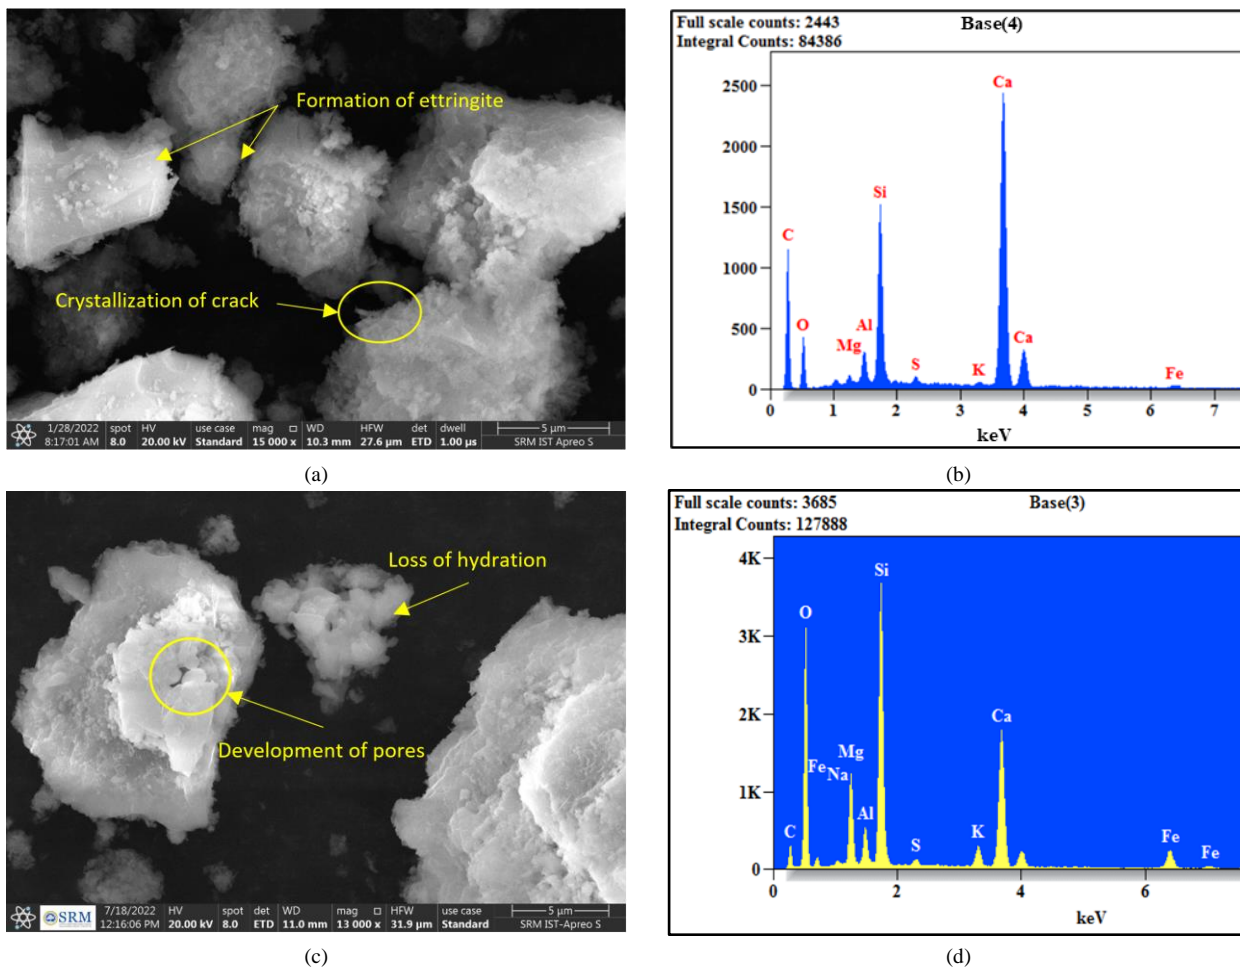 Formation of ettringite
Crystallization of crack
1/28/2022 spot HV use case mag □ WD HFW det dwell 5 µm
8:17:01 AM 8.0 20.00 kV Standard 15 000 x 10.3 mm 27.6 µm ETD 1.00 µs SRM IST Apreo S
(a)
Full scale counts: 2443 Base(4)
Integral Counts: 84386
2500
2000
1500
1000
500
0
C
O
Mg
Al
Si
S
K
Ca
Ca
Fe
0 1 2 3 4 5 6 7
keV
(b)
Loss of hydration
Development of pores
SRM
7/18/2022 HV spot det WD mag □ HFW use case 5 µm
12:16:06 PM 20.00 kV 8.0 ETD 11.0 mm 13 000 x 31.9 µm Standard SRM IST-Apreo S
(c)
Full scale counts: 3685 Base(3)
Integral Counts: 127888
4K
3K
2K
1K
0
C
O
Fe
Na
Mg
Al
Si
S
K
Ca
Fe
Fe
0 2 4 6
keV
(d)